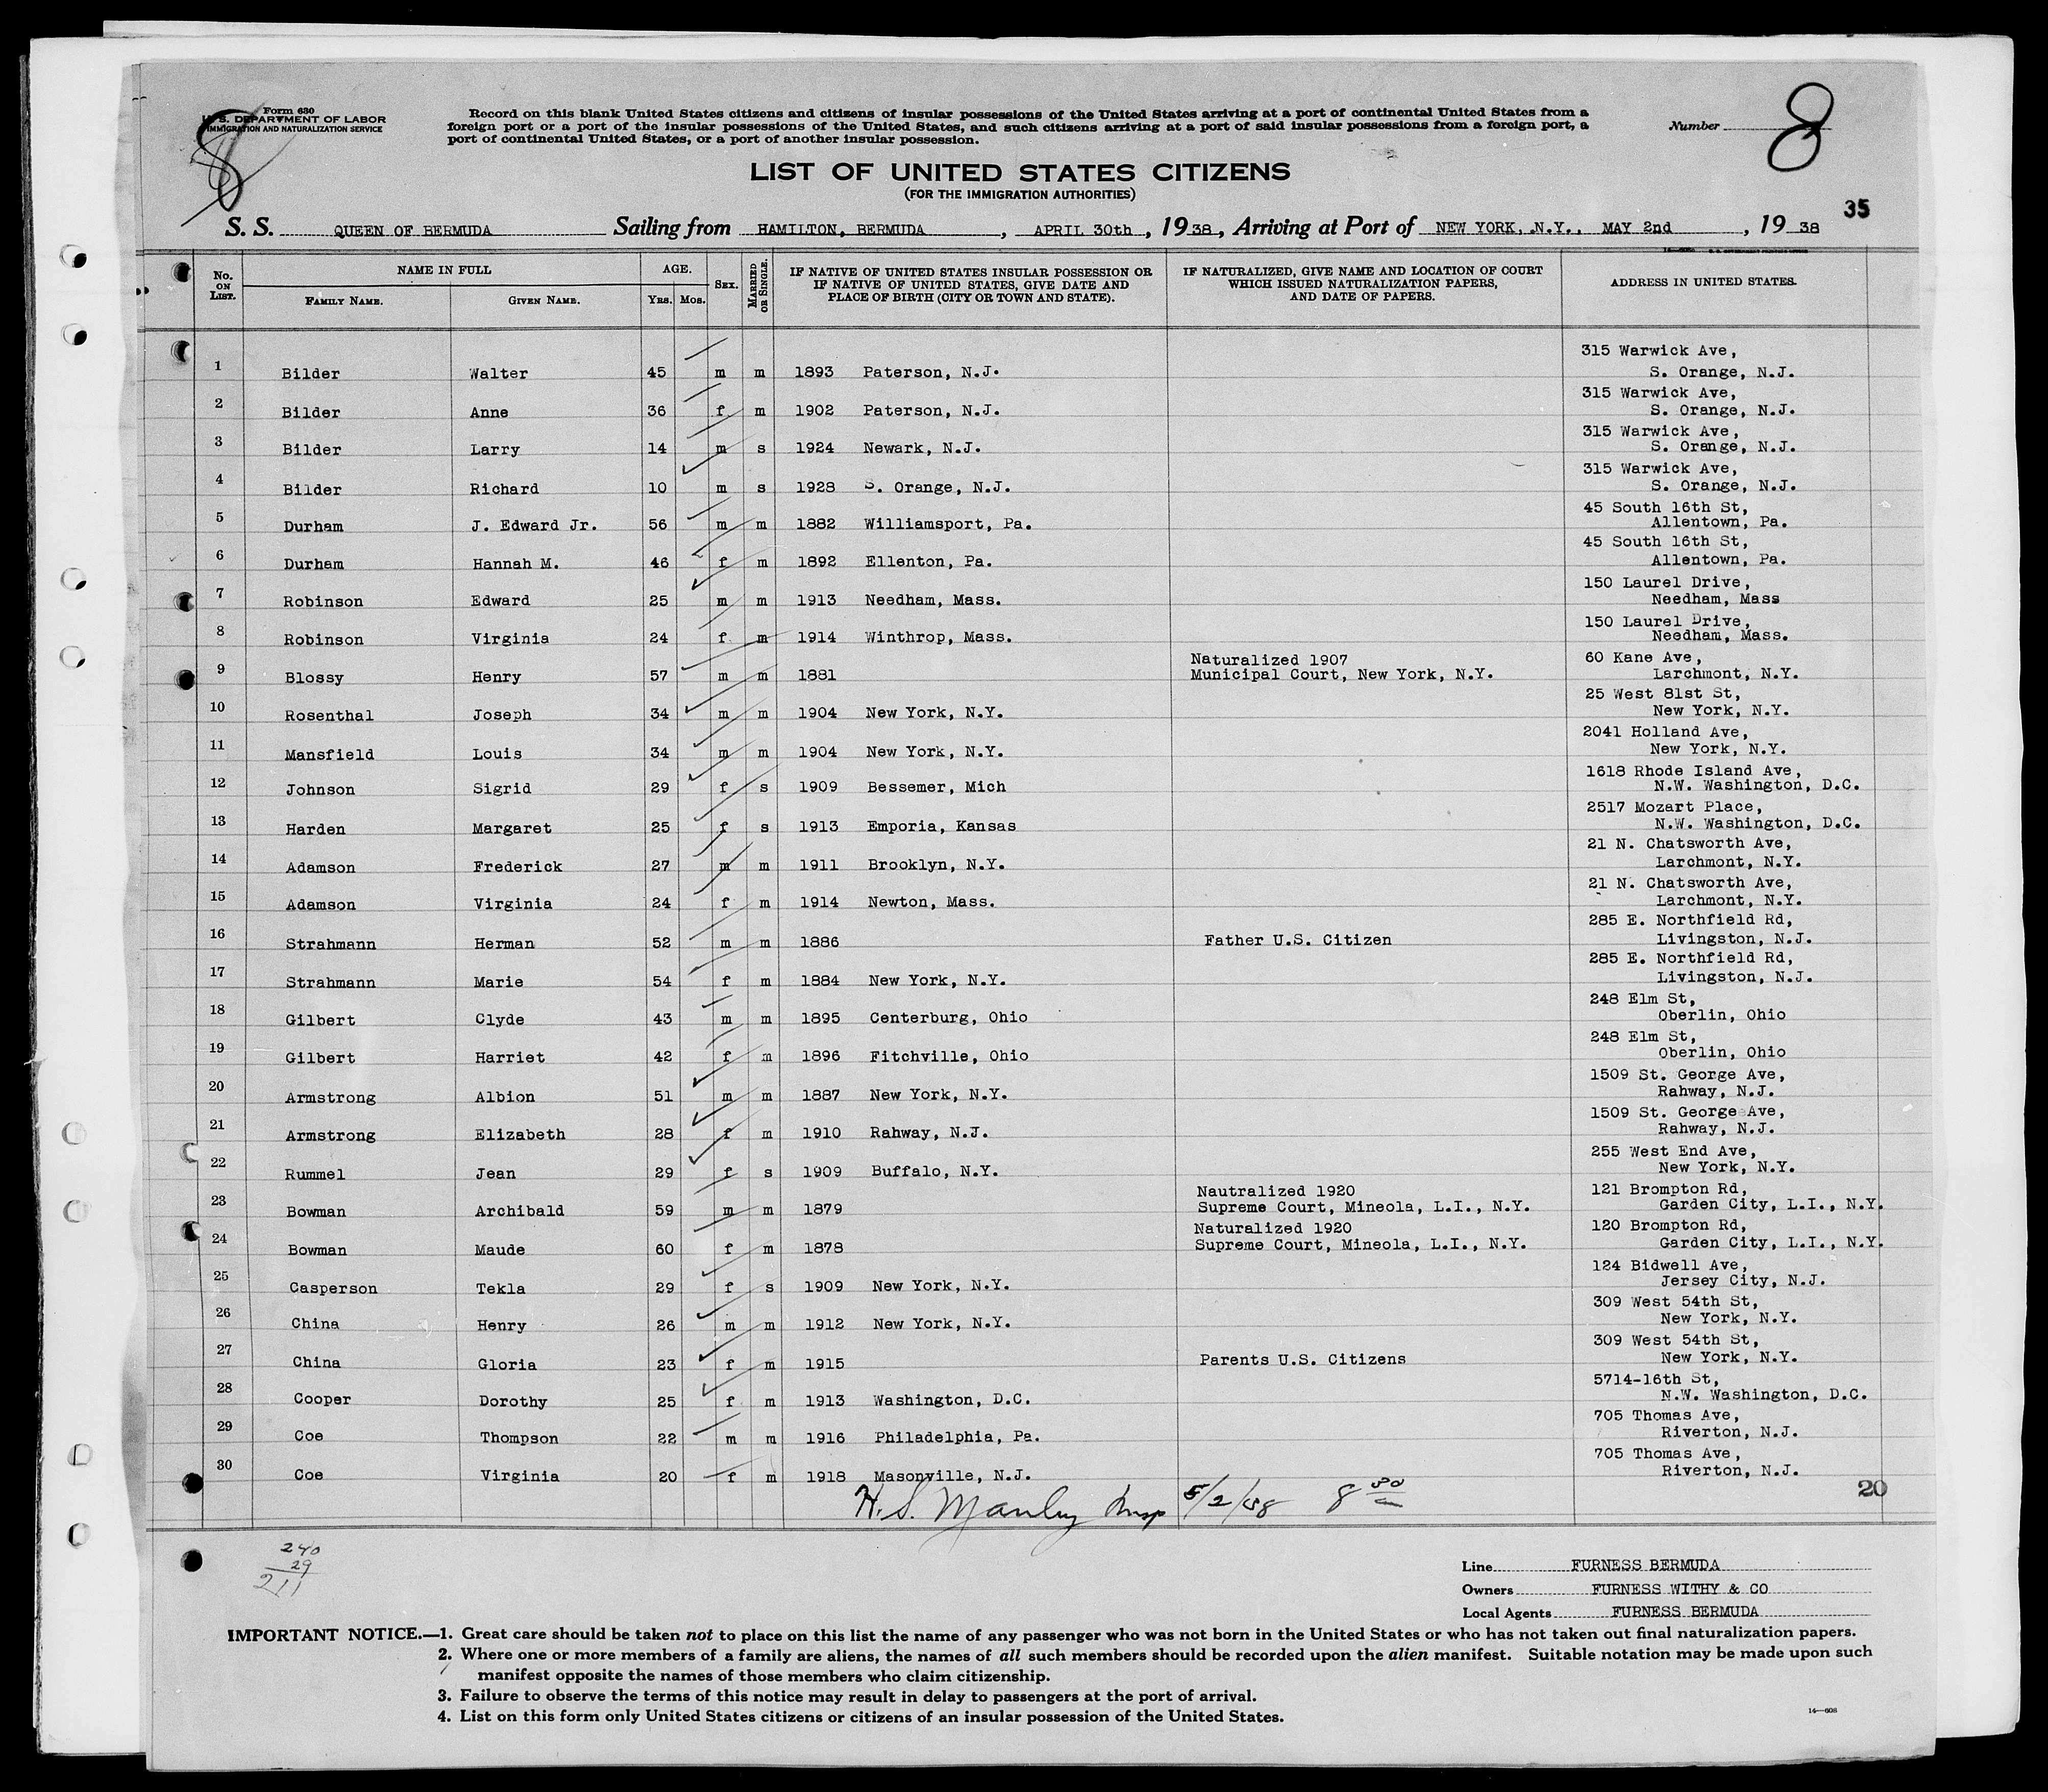 8
Form 630
U. S. DEPARTMENT OF LABOR
IMMIGRATION AND NATURALIZATION SERVICE
Record on this blank United States citizens and citizens of insular possessions of the United States arriving at a port of continental United States from a
foreign port or a port of the insular possessions of the United States, and such citizens arriving at a port of said insular possessions from a foreign port, a
port of continental United States, or a port of another insular possession.
Number 8
LIST OF UNITED STATES CITIZENS
(FOR THE IMMIGRATION AUTHORITIES)
35
S. S. QUEEN OF BERMUDA Sailing from HAMILTON, BERMUDA, APRIL 30th, 1938, Arriving at Port of NEW YORK, N.Y., MAY 2nd, 1938
No. ON LIST. NAME IN FULL AGE. SEX. MARRIED OR SINGLE. IF NATIVE OF UNITED STATES INSULAR POSSESSION OR IF NATIVE OF UNITED STATES, GIVE DATE AND PLACE OF BIRTH (CITY OR TOWN AND STATE). IF NATURALIZED, GIVE NAME AND LOCATION OF COURT WHICH ISSUED NATURALIZATION PAPERS, AND DATE OF PAPERS. ADDRESS IN UNITED STATES.
FAMILY NAME. GIVEN NAME. YRS. MOS.
315 Warwick Ave,
1 Bilder Walter 45 m m 1893 Paterson, N.J. S. Orange, N.J.
315 Warwick Ave,
2 Bilder Anne 36 f m 1902 Paterson, N.J. S. Orange, N.J.
315 Warwick Ave,
3 Bilder Larry 14 m s 1924 Newark, N.J. S. Orange, N.J.
315 Warwick Ave,
4 Bilder Richard 10 m s 1928 S. Orange, N.J. S. Orange, N.J.
45 South 16th St,
5 Durham J. Edward Jr. 56 m m 1882 Williamsport, Pa. Allentown, Pa.
45 South 16th St,
6 Durham Hannah M. 46 f m 1892 Ellenton, Pa. Allentown, Pa.
150 Laurel Drive,
7 Robinson Edward 25 m m 1913 Needham, Mass. Needham, Mass
150 Laurel Drive,
8 Robinson Virginia 24 f m 1914 Winthrop, Mass. Needham, Mass.
Naturalized 1907 60 Kane Ave,
9 Blossy Henry 57 m m 1881 Municipal Court, New York, N.Y. Larchmont, N.Y.
25 West 81st St,
10 Rosenthal Joseph 34 m m 1904 New York, N.Y. New York, N.Y.
2041 Holland Ave,
11 Mansfield Louis 34 m m 1904 New York, N.Y. New York, N.Y.
1618 Rhode Island Ave,
12 Johnson Sigrid 29 f s 1909 Bessemer, Mich N.W. Washington, D.C.
2517 Mozart Place,
13 Harden Margaret 25 f s 1913 Emporia, Kansas N.W. Washington, D.C.
21 N. Chatsworth Ave,
14 Adamson Frederick 27 m m 1911 Brooklyn, N.Y. Larchmont, N.Y.
21 N. Chatsworth Ave,
15 Adamson Virginia 24 f m 1914 Newton, Mass. Larchmont, N.Y.
285 E. Northfield Rd,
16 Strahmann Herman 52 m m 1886 Father U.S. Citizen Livingston, N.J.
285 E. Northfield Rd,
17 Strahmann Marie 54 f m 1884 New York, N.Y. Livingston, N.J.
248 Elm St,
18 Gilbert Clyde 43 m m 1895 Centerburg, Ohio Oberlin, Ohio
248 Elm St,
19 Gilbert Harriet 42 f m 1896 Fitchville, Ohio Oberlin, Ohio
1509 St. George Ave,
20 Armstrong Albion 51 m m 1887 New York, N.Y. Rahway, N.J.
1509 St. George Ave,
21 Armstrong Elizabeth 28 f m 1910 Rahway, N.J. Rahway, N.J.
255 West End Ave,
22 Rummel Jean 29 f s 1909 Buffalo, N.Y. New York, N.Y.
Nautralized 1920 121 Brompton Rd,
23 Bowman Archibald 59 m m 1879 Supreme Court, Mineola, L.I., N.Y. Garden City, L.I., N.Y.
Naturalized 1920 120 Brompton Rd,
24 Bowman Maude 60 f m 1878 Supreme Court, Mineola, L.I., N.Y. Garden City, L.I., N.Y.
124 Bidwell Ave,
25 Casperson Tekla 29 f s 1909 New York, N.Y. Jersey City, N.J.
309 West 54th St,
26 China Henry 26 m m 1912 New York, N.Y. New York, N.Y.
309 West 54th St,
27 China Gloria 23 f m 1915 Parents U.S. Citizens New York, N.Y.
5714-16th St,
28 Cooper Dorothy 25 f m 1913 Washington, D.C. N.W. Washington, D.C.
705 Thomas Ave,
29 Coe Thompson 22 m m 1916 Philadelphia, Pa. Riverton, N.J.
705 Thomas Ave,
30 Coe Virginia 20 f m 1918 Masonville, N.J. Riverton, N.J.
H. S. Manley Insp 5/2/38 8 30 20
240
29
211
Line FURNESS BERMUDA
Owners FURNESS WITHY & CO
Local Agents FURNESS BERMUDA
IMPORTANT NOTICE.—1. Great care should be taken not to place on this list the name of any passenger who was not born in the United States or who has not taken out final naturalization papers.
2. Where one or more members of a family are aliens, the names of all such members should be recorded upon the alien manifest. Suitable notation may be made upon such
manifest opposite the names of those members who claim citizenship.
3. Failure to observe the terms of this notice may result in delay to passengers at the port of arrival.
4. List on this form only United States citizens or citizens of an insular possession of the United States.
14—608